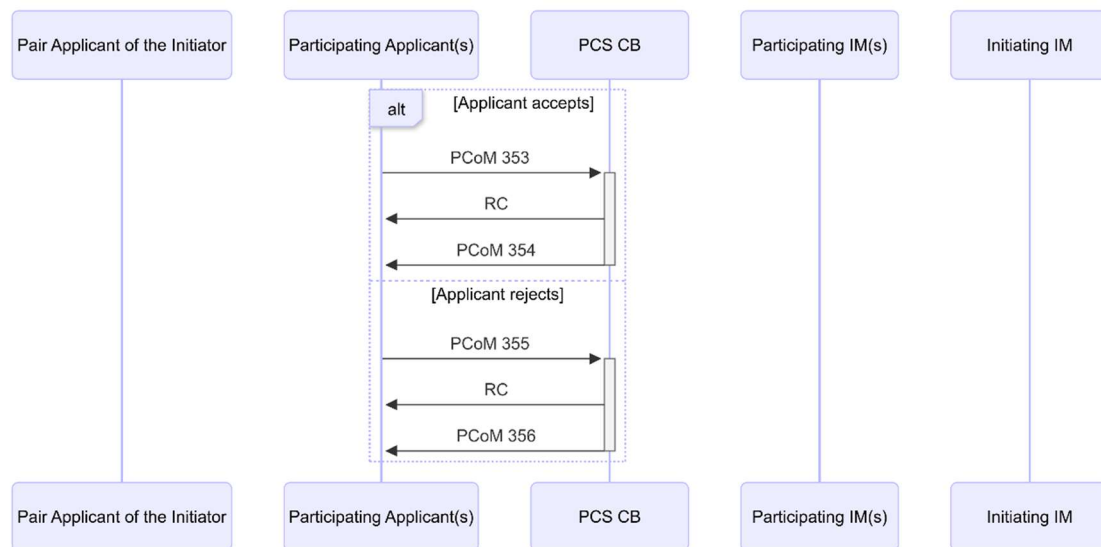 Pair Applicant of the Initiator
Participating Applicant(s)
PCS CB
Participating IM(s)
Initiating IM
alt
[Applicant accepts]
PCoM 353
RC
PCoM 354
[Applicant rejects]
PCoM 355
RC
PCoM 356
Pair Applicant of the Initiator
Participating Applicant(s)
PCS CB
Participating IM(s)
Initiating IM